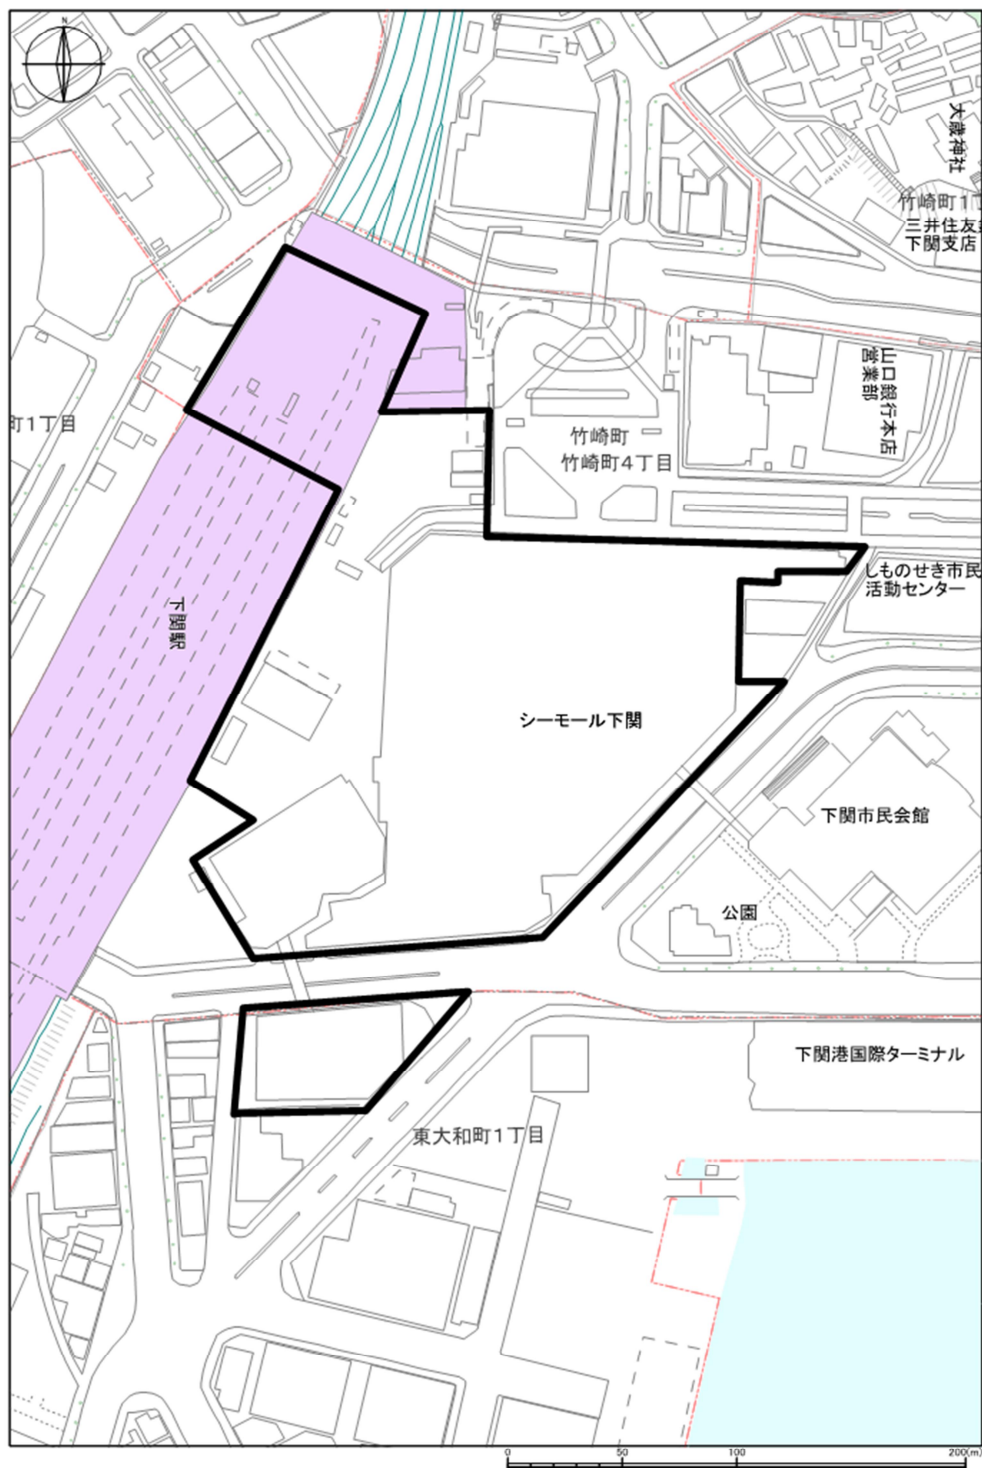 N
大歳神社
竹崎町1丁
三井住友
下関支店
山口銀行本店
営業部
町1丁目
竹崎町
竹崎町4丁目
しものせき市民
活動センター
下関駅
シーモール下関
下関市民会館
公園
下関港国際ターミナル
東大和町1丁目
0 50 100 200(m)